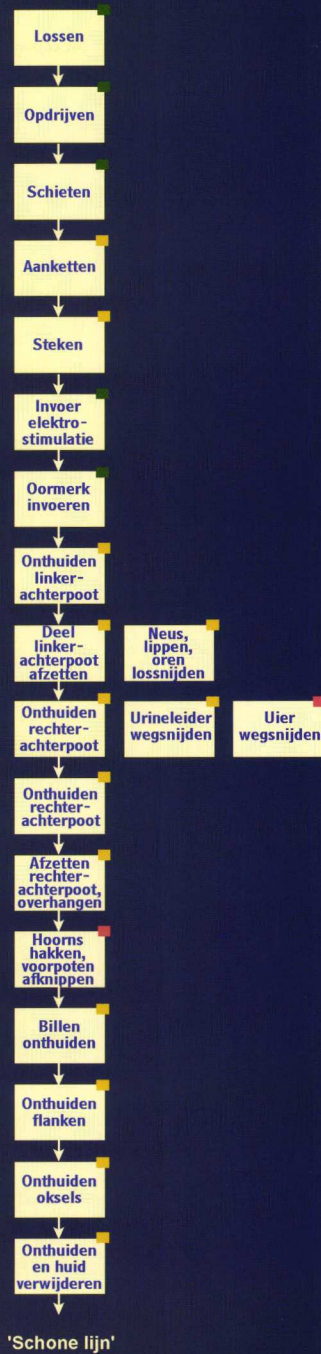 Lossen
Opdrijven
Schieten
Aanketten
Steken
Invoer
elektro-
stimulatie
Oormerk
invoeren
Onthuiden
linker-
achterpoot
Deel
linker-
achterpoot
afzetten
Neus,
lippen,
oren
lossnijden
Onthuiden
rechter-
achterpoot
Urineleider
wegsnijden
Uier
wegsnijden
Onthuiden
rechter-
achterpoot
Afzetten
rechter-
achterpoot,
overhangen
Hoorns
hakken,
voorpoten
afknippen
Billen
onthuiden
Onthuiden
flanken
Onthuiden
oksels
Onthuiden
en huid
verwijderen
'Schone lijn'